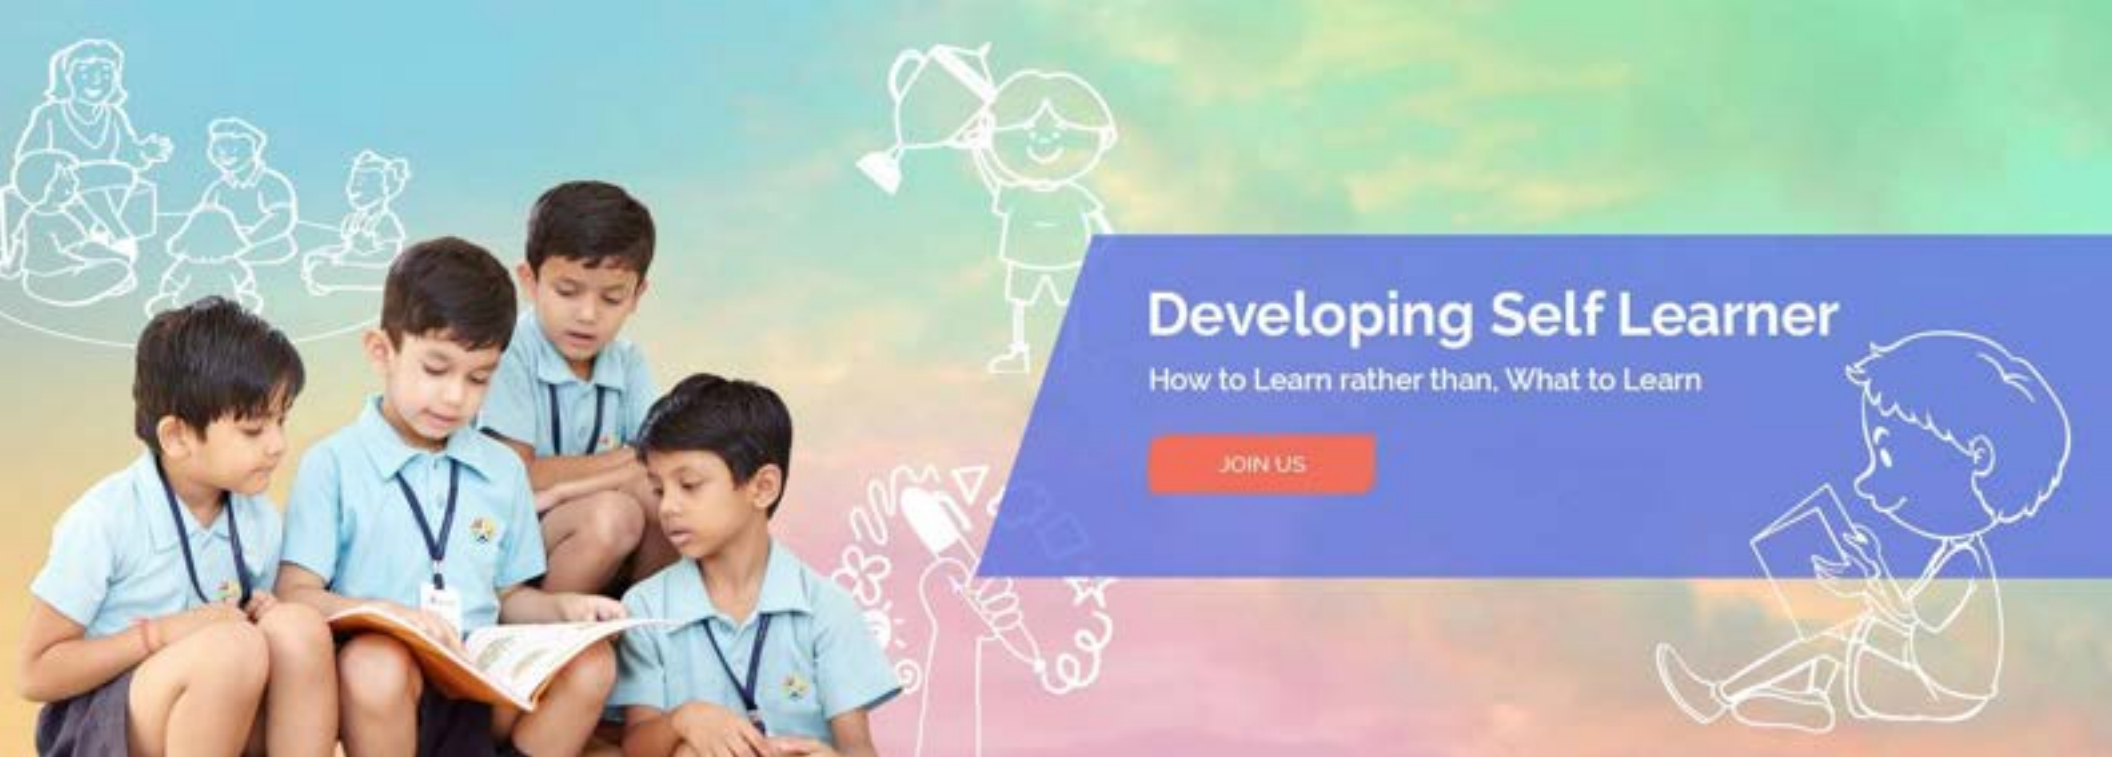 Developing Self Learner
How to Learn rather than, What to Learn
JOIN US